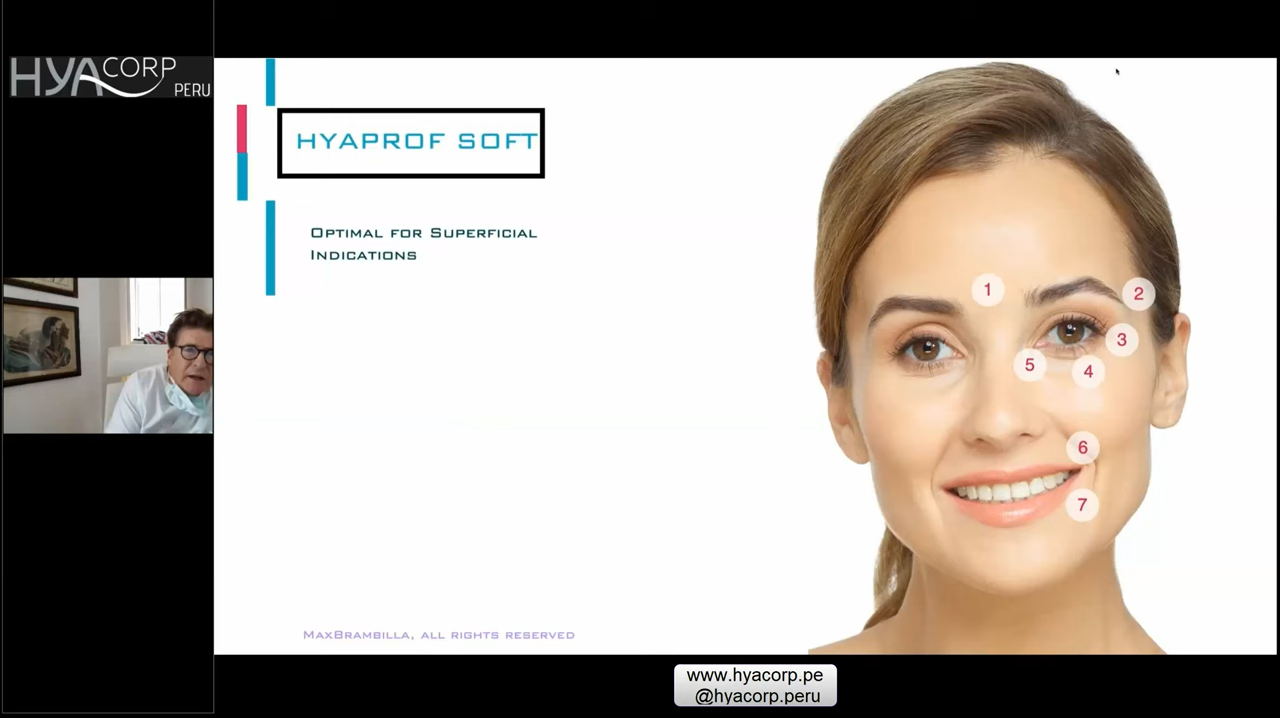 HYACORP
PERU
HYAPROF SOFT
Optimal for Superficial
Indications
1
2
3
5
4
6
7
MaxBrambilla, all rights reserved
www.hyacorp.pe
@hyacorp.peru